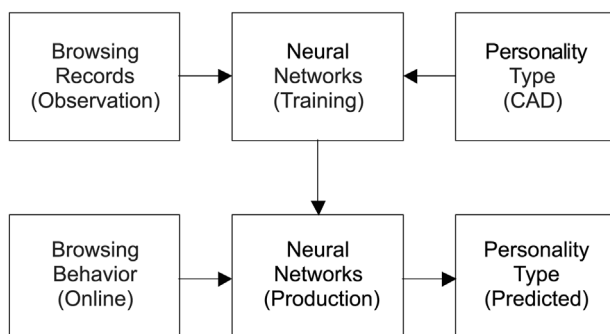 Browsing
Records
(Observation)
Neural
Networks
(Training)
Personality
Type
(CAD)
Browsing
Behavior
(Online)
Neural
Networks
(Production)
Personality
Type
(Predicted)